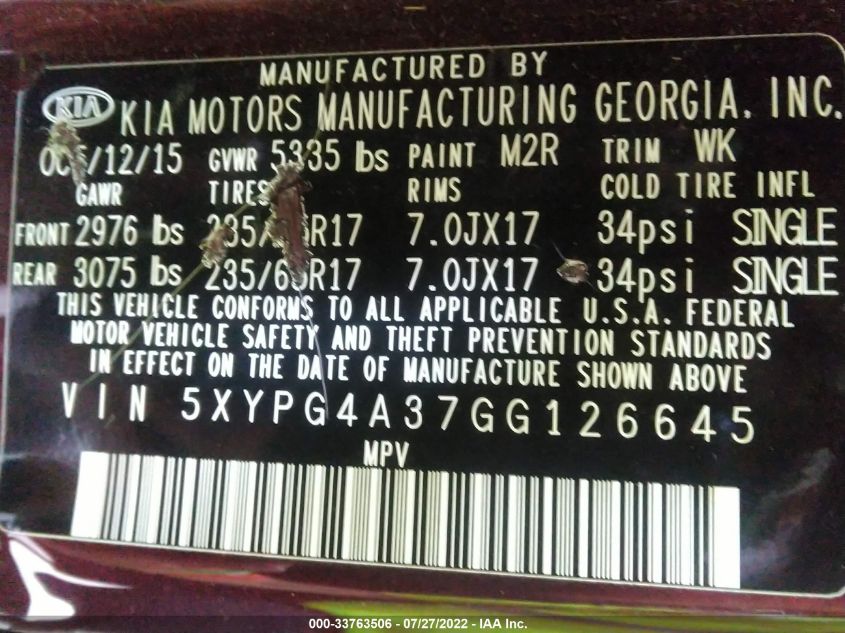 MANUFACTURED BY
KIA KIA MOTORS MANUFACTURING GEORGIA, INC.
/12/15 GVWR 5335 lbs PAINT M2R TRIM WK
GAWR TIRES RIMS COLD TIRE INFL
FRONT 2976 lbs 7.0JX17 34psi SINGLE
REAR 3075 lbs 7.0JX17 34psi SINGLE
THIS VEHICLE CONFORMS TO ALL APPLICABLE U.S.A. FEDERAL
MOTOR VEHICLE SAFETY AND THEFT PREVENTION STANDARDS
IN EFFECT ON THE DATE OF MANUFACTURE SHOWN ABOVE
VIN 5XYPG4A37GG126645
MPV
000-33763506 / 07/27/2022 - IAA Inc.